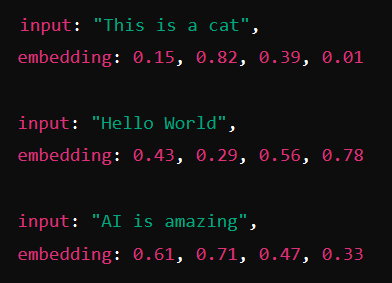 input: "This is a cat",
embedding: 0.15, 0.82, 0.39, 0.01
input: "Hello World",
embedding: 0.43, 0.29, 0.56, 0.78
input: "AI is amazing",
embedding: 0.61, 0.71, 0.47, 0.33